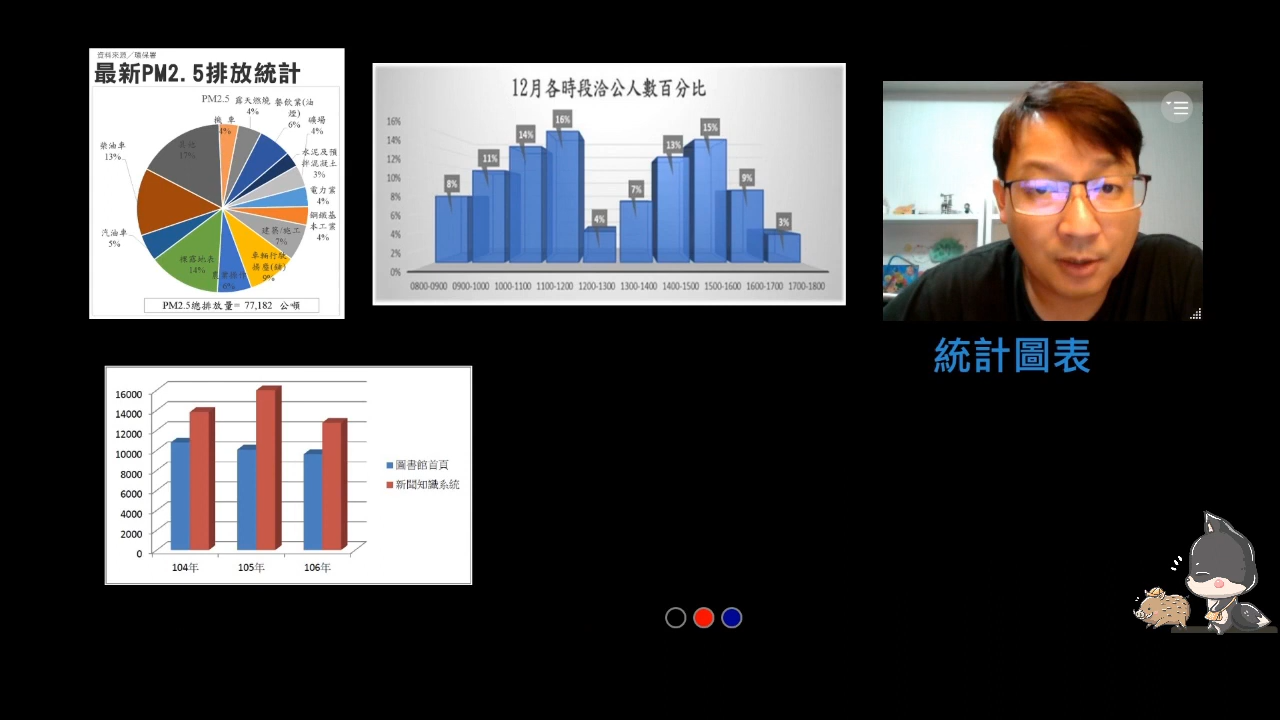 資料來源／環保署
最新PM2.5排放統計
PM2.5
露天燃燒
4%
餐飲業(油
煙)
6%
礦場
4%
機 車
4%
水泥及預
拌混凝土
3%
電力業
4%
鋼鐵基
本工業
4%
建築/施工
7%
車輛行駛
揚塵(鋪)
9%
農業操作
6%
裸露地表
14%
汽油車
5%
柴油車
13%
其他
17%
PM2.5總排放量= 77,182 公噸
12月各時段洽公人數百分比
16%
14%
12%
10%
8%
6%
4%
2%
0%
8%
11%
14%
16%
4%
7%
13%
15%
9%
3%
0800-0900 0900-1000 1000-1100 1100-1200 1200-1300 1300-1400 1400-1500 1500-1600 1600-1700 1700-1800
統計圖表
16000
14000
12000
10000
8000
6000
4000
2000
0
104年 105年 106年
圖書館首頁
新聞知識系統